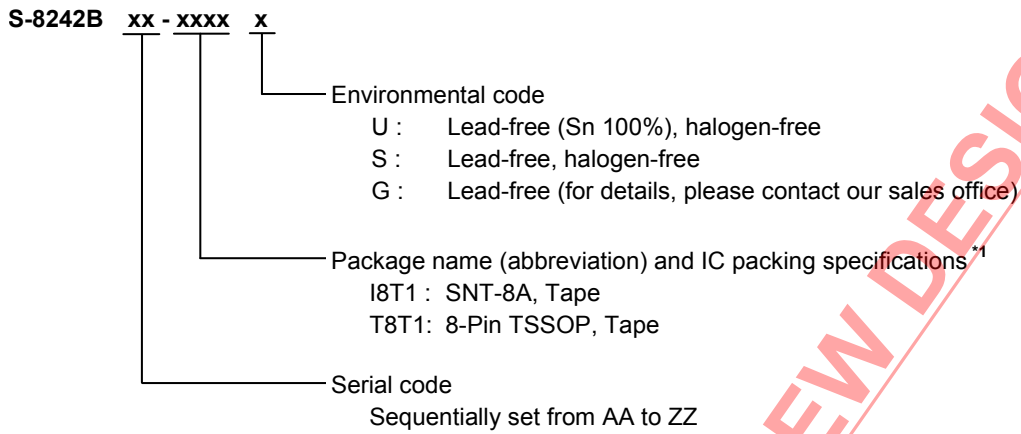 S-8242B xx - xxxx x
Environmental code
U : Lead-free (Sn 100%), halogen-free
S : Lead-free, halogen-free
G : Lead-free (for details, please contact our sales office)
Package name (abbreviation) and IC packing specifications *1
I8T1 : SNT-8A, Tape
T8T1: 8-Pin TSSOP, Tape
Serial code
Sequentially set from AA to ZZ
EW DESIG